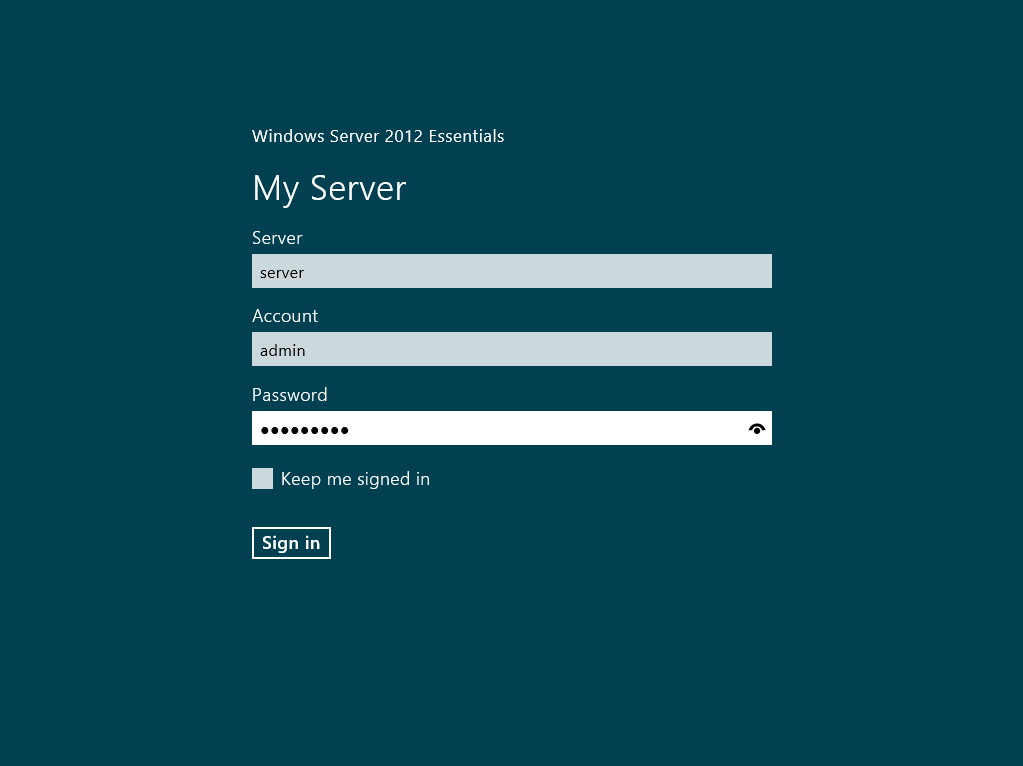 Windows Server 2012 Essentials
My Server
Server
server
Account
admin
Password
●●●●●●●●●
Keep me signed in
Sign in